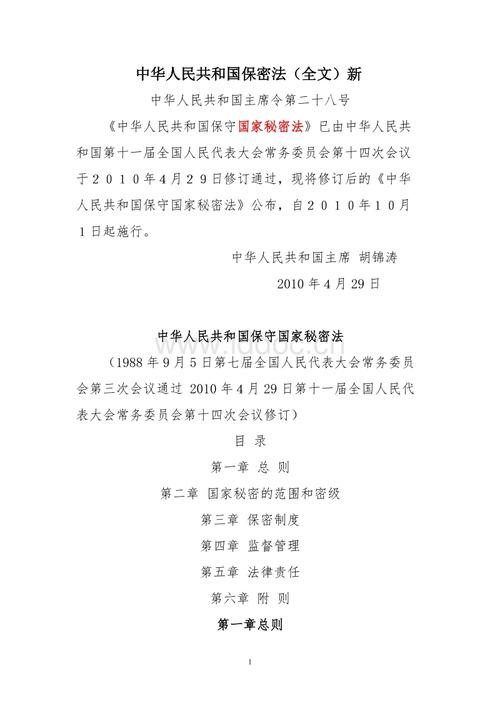 中华人民共和国保密法（全文）新
中华人民共和国主席令第二十八号
《中华人民共和国保守国家秘密法》已由中华人民共
和国第十一届全国人民代表大会常务委员会第十四次会议
于２０１０年４月２９日修订通过，现将修订后的《中华
人民共和国保守国家秘密法》公布，自２０１０年１０月
１日起施行。
中华人民共和国主席 胡锦涛
2010 年 4 月 29 日
中华人民共和国保守国家秘密法
（1988 年 9 月 5 日第七届全国人民代表大会常务委员
会第三次会议通过 2010 年 4 月 29 日第十一届全国人民代
表大会常务委员会第十四次会议修订）
目 录
第一章 总 则
第二章 国家秘密的范围和密级
第三章 保密制度
第四章 监督管理
第五章 法律责任
第六章 附 则
第一章总则
1